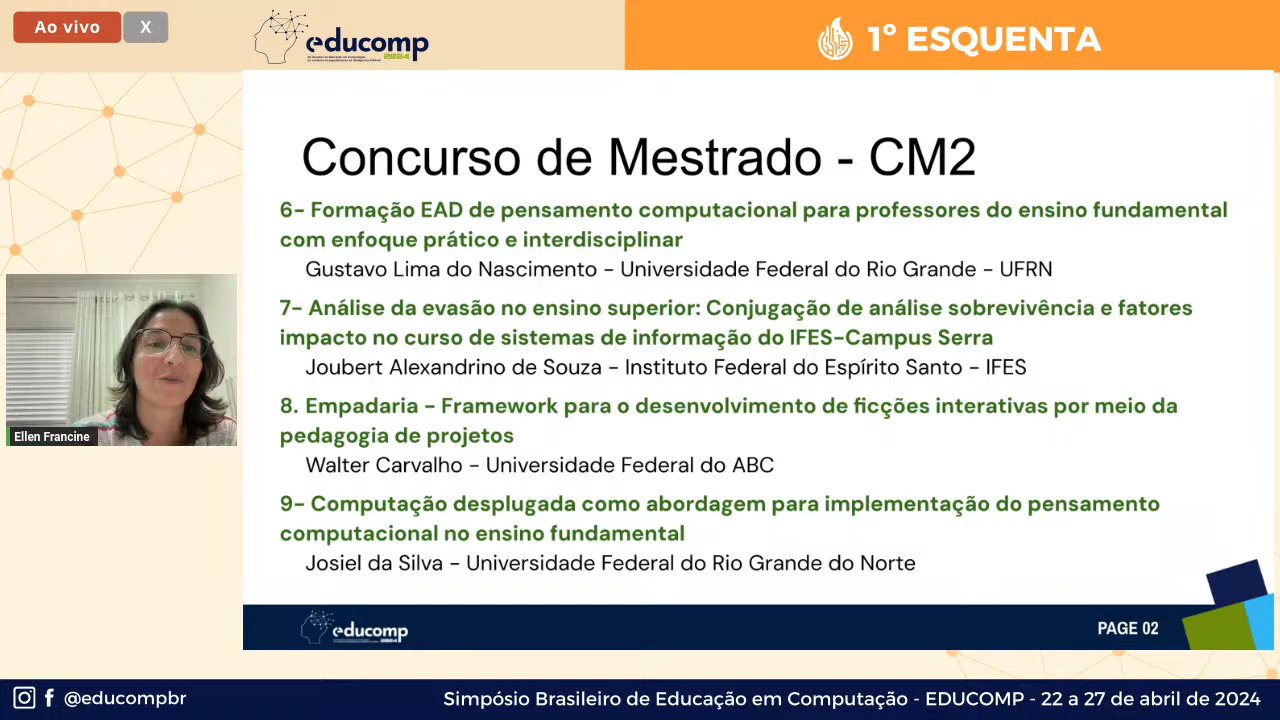 Ao vivo
X
educomp
2024
1º ESQUENTA
Concurso de Mestrado - CM2
6- Formação EAD de pensamento computacional para professores do ensino fundamental
com enfoque prático e interdisciplinar
Gustavo Lima do Nascimento - Universidade Federal do Rio Grande - UFRN
7- Análise da evasão no ensino superior: Conjugação de análise sobrevivência e fatores
impacto no curso de sistemas de informação do IFES-Campus Serra
Joubert Alexandrino de Souza - Instituto Federal do Espírito Santo - IFES
8. Empadaria - Framework para o desenvolvimento de ficções interativas por meio da
pedagogia de projetos
Walter Carvalho - Universidade Federal do ABC
9- Computação desplugada como abordagem para implementação do pensamento
computacional no ensino fundamental
Josiel da Silva - Universidade Federal do Rio Grande do Norte
Ellen Francine
educomp
PAGE 02
@educompbr
Simpósio Brasileiro de Educação em Computação - EDUCOMP - 22 a 27 de abril de 2024